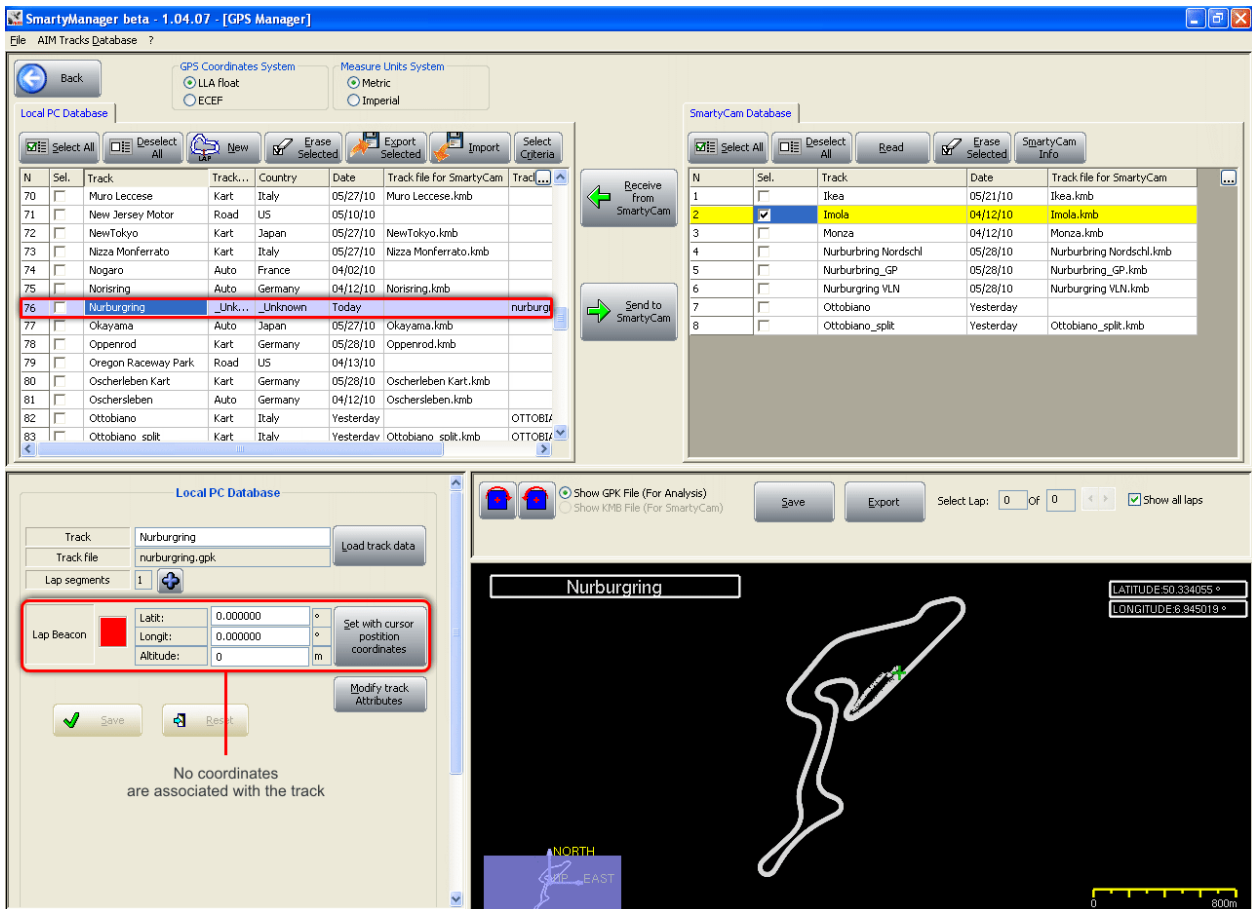 SmartyManager beta - 1.04.07 - [GPS Manager]
File AIM Tracks Database ?
Back
GPS Coordinates System
LLA float
ECEF
Measure Units System
Metric
Imperial
Local PC Database
Select All
Deselect All
New
LAP
Erase Selected
Export Selected
Import
Select Criteria
N Sel. Track Track... Country Date Track file for SmartyCam Tracl ...
70 Muro Leccese Kart Italy 05/27/10 Muro Leccese.kmb
71 New Jersey Motor Road US 05/10/10
72 NewTokyo Kart Japan 05/27/10 NewTokyo.kmb
73 Nizza Monferrato Kart Italy 05/27/10 Nizza Monferrato.kmb
74 Nogaro Auto France 04/02/10
75 Norisring Auto Germany 04/12/10 Norisring.kmb
76 Nurburgring _Unk... _Unknown Today nurburgı
77 Okayama Auto Japan 05/27/10 Okayama.kmb
78 Oppenrod Kart Germany 05/28/10 Oppenrod.kmb
79 Oregon Raceway Park Road US 04/13/10
80 Oscherleben Kart Kart Germany 05/28/10 Oscherleben Kart.kmb
81 Oschersleben Auto Germany 04/12/10 Oschersleben.kmb
82 Ottobiano Kart Italy Yesterday OTTOBIA
83 Ottobiano_split Kart Italy Yesterday Ottobiano_split.kmb OTTOBIA
Receive from SmartyCam
Send to SmartyCam
SmartyCam Database
Select All
Deselect All
Read
Erase Selected
SmartyCam Info
N Sel. Track Date Track file for SmartyCam ...
1 Ikea 05/21/10 Ikea.kmb
2 Imola 04/12/10 Imola.kmb
3 Monza 04/12/10 Monza.kmb
4 Nurburbring Nordschl 05/28/10 Nurburbring Nordschl.kmb
5 Nurburbring_GP 05/28/10 Nurburbring_GP.kmb
6 Nurburgring VLN 05/28/10 Nurburgring VLN.kmb
7 Ottobiano Yesterday
8 Ottobiano_split Yesterday Ottobiano_split.kmb
Local PC Database
Track Nurburgring
Track file nurburgring.gpk
Load track data
Lap segments 1
Lap Beacon
Latit: 0.000000 °
Longit: 0.000000 °
Altitude: 0 m
Set with cursor postition coordinates
Modify track Attributes
Save
Reset
No coordinates
are associated with the track
Show GPK File (For Analysis)
Show KMB File (For SmartyCam)
Save
Export
Select Lap: 0 Of 0
Show all laps
Nurburgring
LATITUDE:50.334055 °
LONGITUDE:6.945019 °
NORTH
UP EAST
0 800m